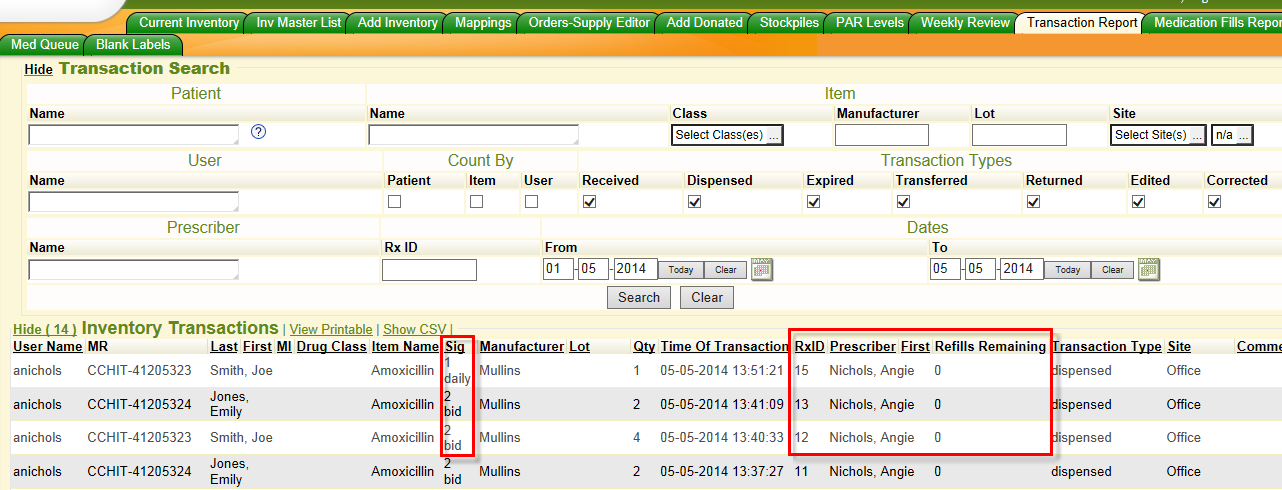 Current Inventory Inv Master List Add Inventory Mappings Orders-Supply Editor Add Donated Stockpiles PAR Levels Weekly Review Transaction Report Medication Fills Repor
Med Queue Blank Labels
Hide Transaction Search
Patient Item
Name Name Class Manufacturer Lot Site
? Select Class(es) ... Select Site(s) ... n/a ...
User Count By Transaction Types
Name Patient Item User Received Dispensed Expired Transferred Returned Edited Corrected
Prescriber Dates
Name Rx ID From To
01 - 05 - 2014 Today Clear 05 - 05 - 2014 Today Clear
Search Clear
Hide ( 14 ) Inventory Transactions | View Printable | Show CSV |
User Name MR Last First MI Drug Class Item Name Sig Manufacturer Lot Qty Time Of Transaction RxID Prescriber First Refills Remaining Transaction Type Site Comme
anichols CCHIT-41205323 Smith, Joe Amoxicillin 1 daily Mullins 1 05-05-2014 13:51:21 15 Nichols, Angie 0 dispensed Office
anichols CCHIT-41205324 Jones, Emily Amoxicillin 2 bid Mullins 2 05-05-2014 13:41:09 13 Nichols, Angie 0 dispensed Office
anichols CCHIT-41205323 Smith, Joe Amoxicillin 2 bid Mullins 4 05-05-2014 13:40:33 12 Nichols, Angie 0 dispensed Office
anichols CCHIT-41205324 Jones, Emily Amoxicillin 2 bid Mullins 2 05-05-2014 13:37:27 11 Nichols, Angie 0 dispensed Office